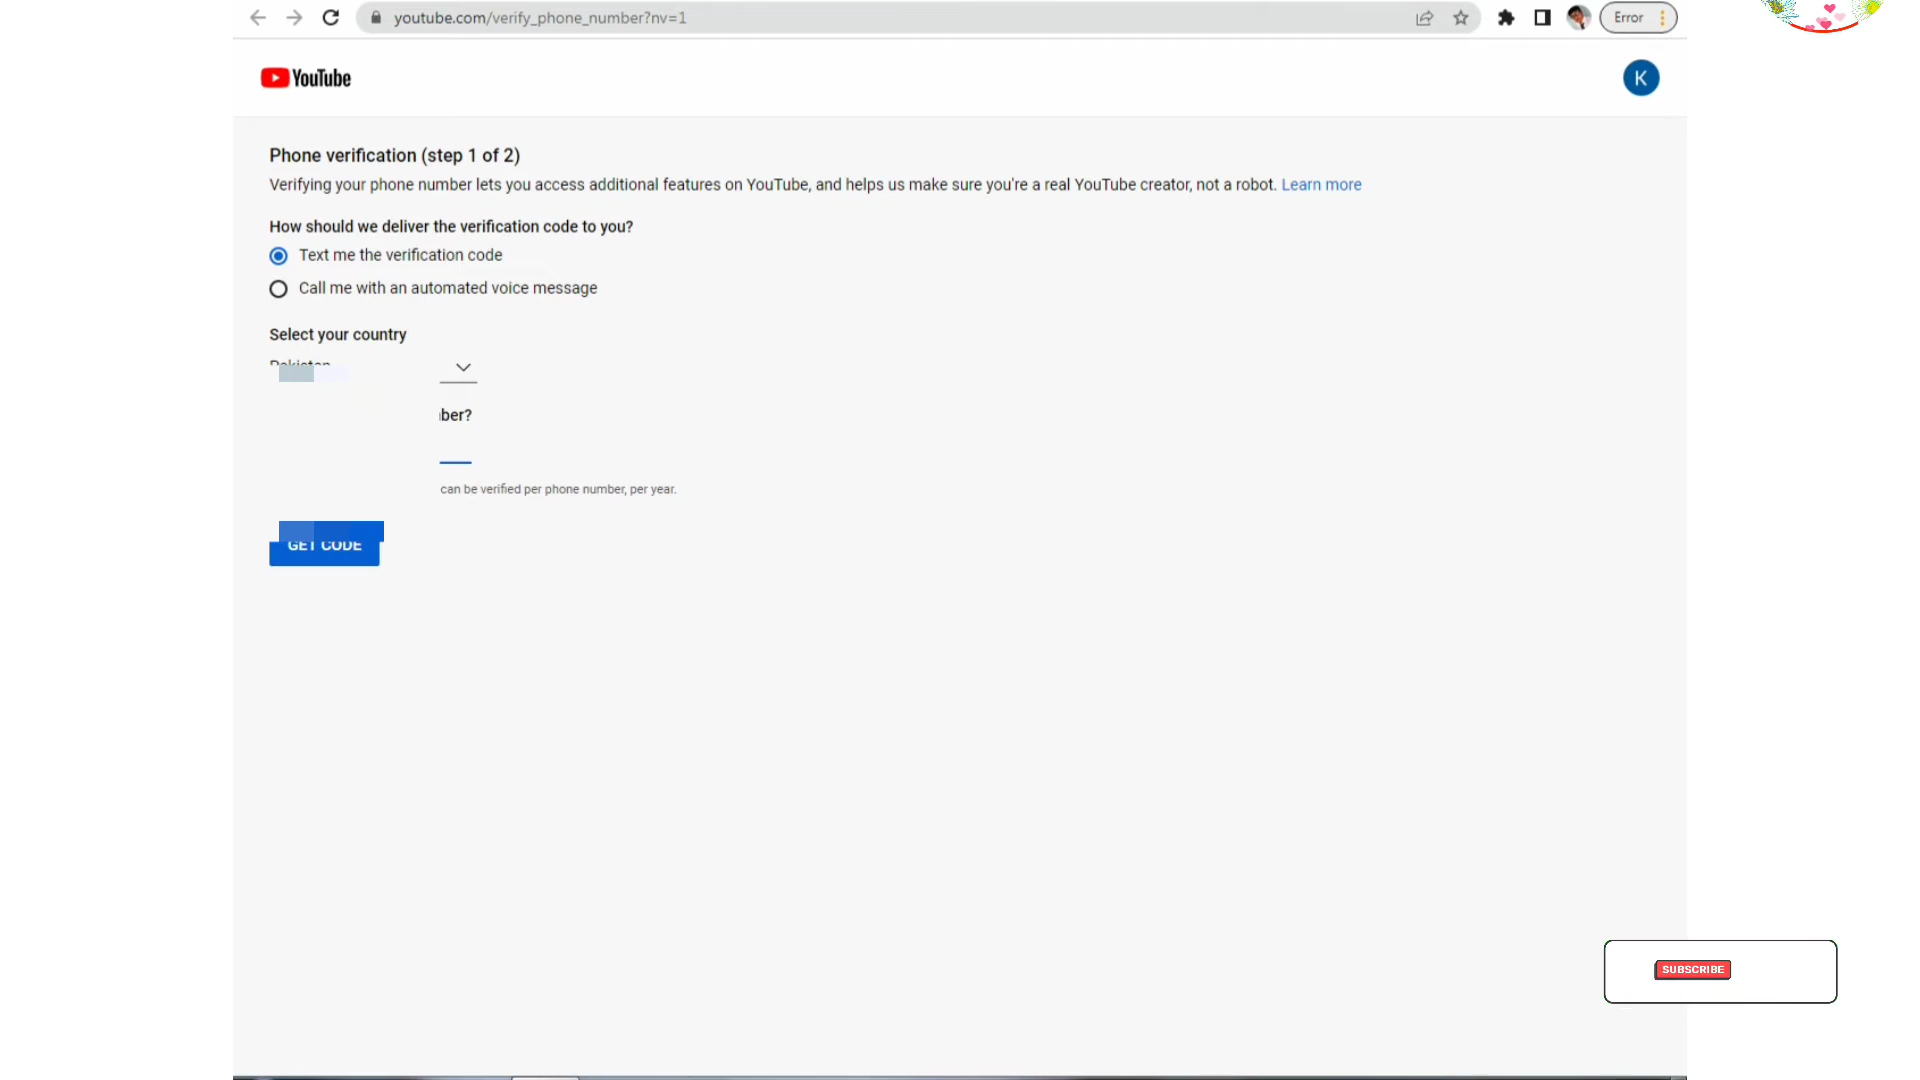 youtube.com/verify_phone_number?nv=1
Error
YouTube
K
Phone verification (step 1 of 2)
Verifying your phone number lets you access additional features on YouTube, and helps us make sure you're a real YouTube creator, not a robot. Learn more
How should we deliver the verification code to you?
Text me the verification code
Call me with an automated voice message
Select your country
Pakistan
ber?
can be verified per phone number, per year.
GET CODE
SUBSCRIBE